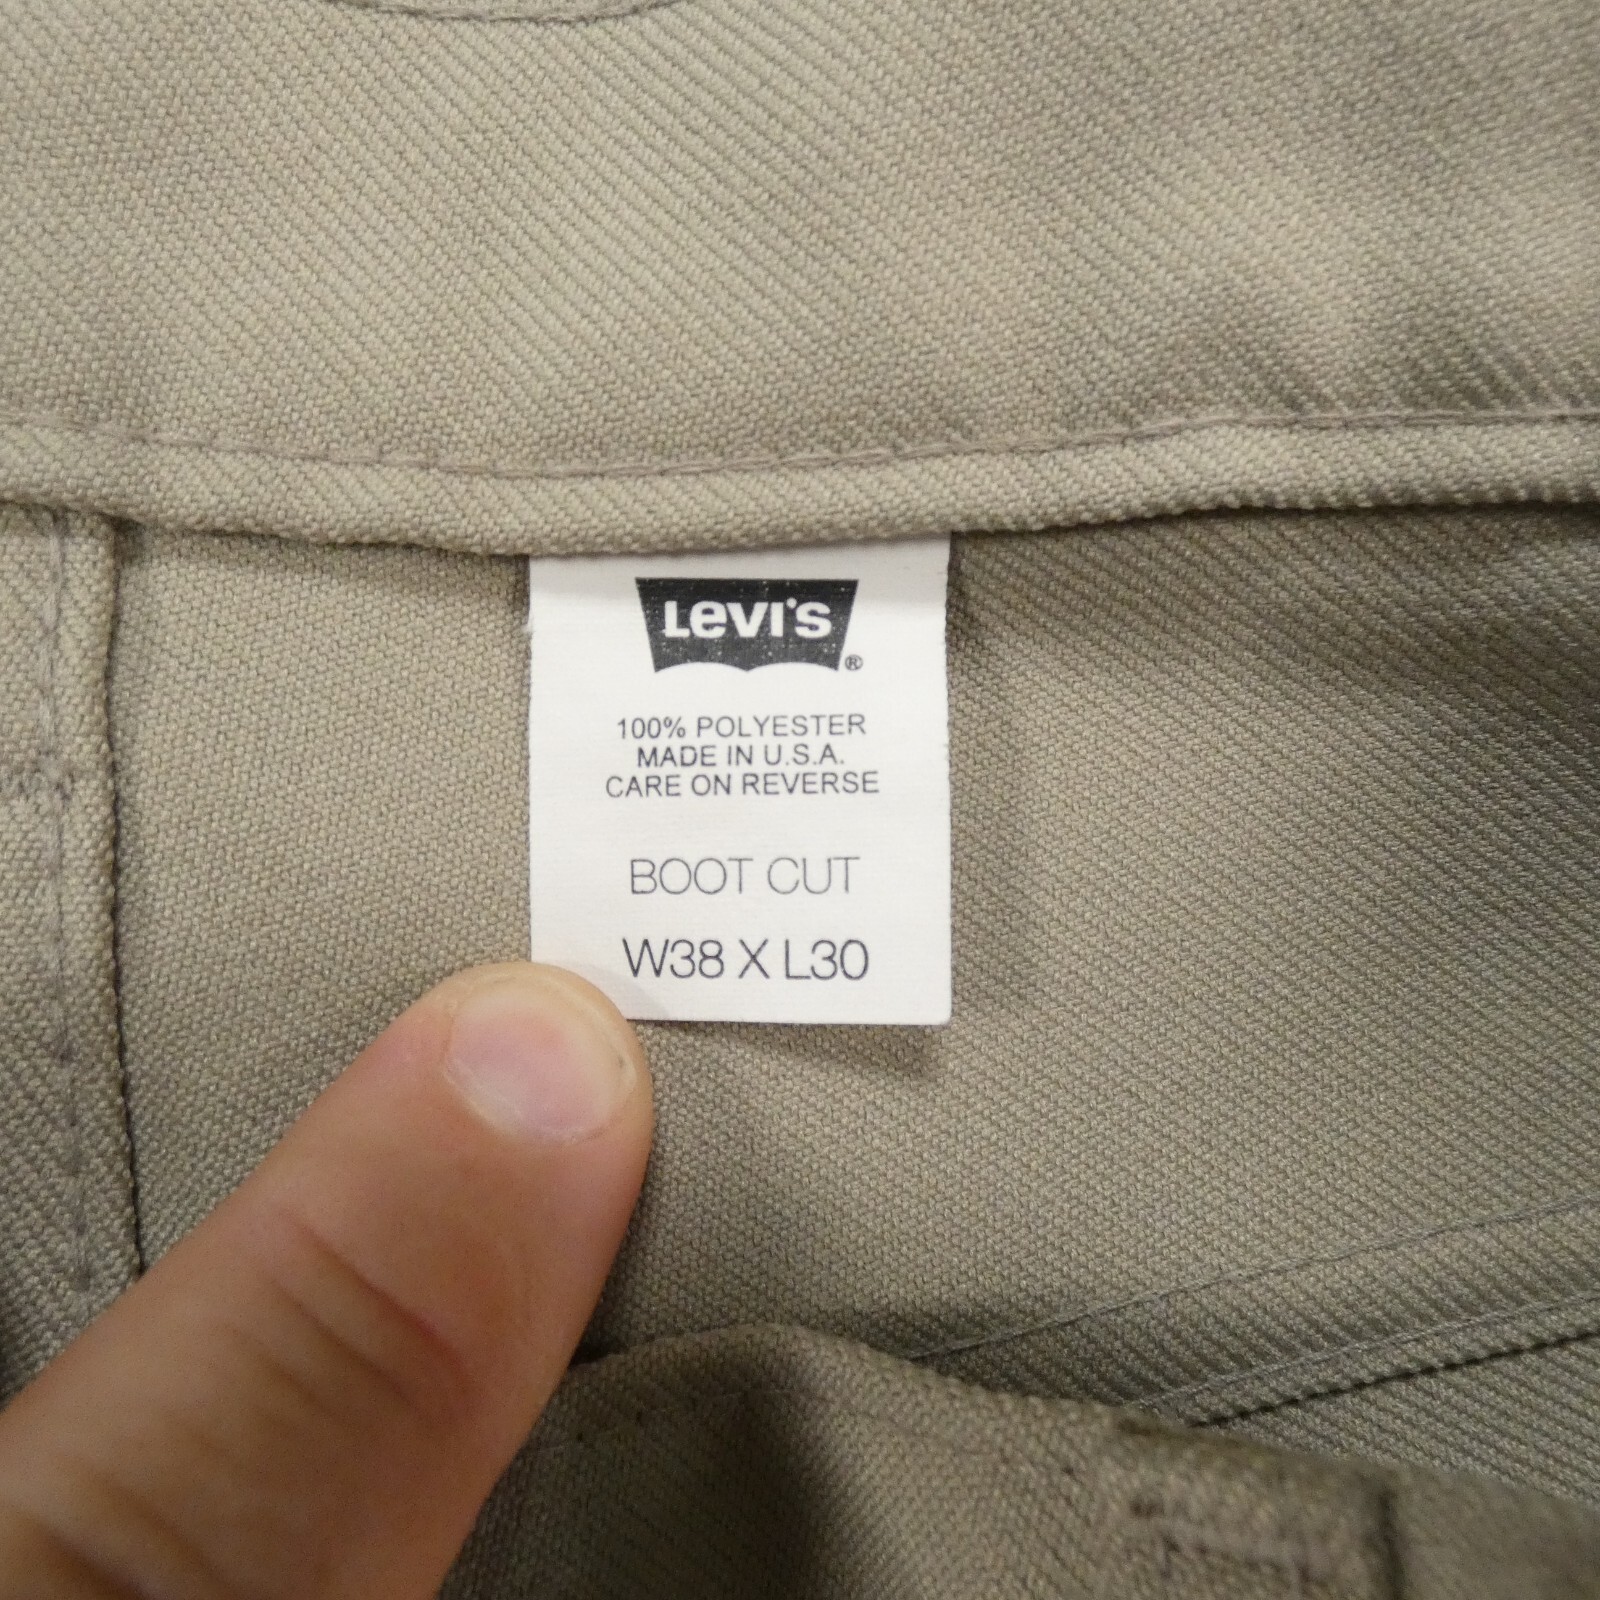 Levi's ®
100% POLYESTER
MADE IN U.S.A.
CARE ON REVERSE
BOOT CUT
W38 X L30